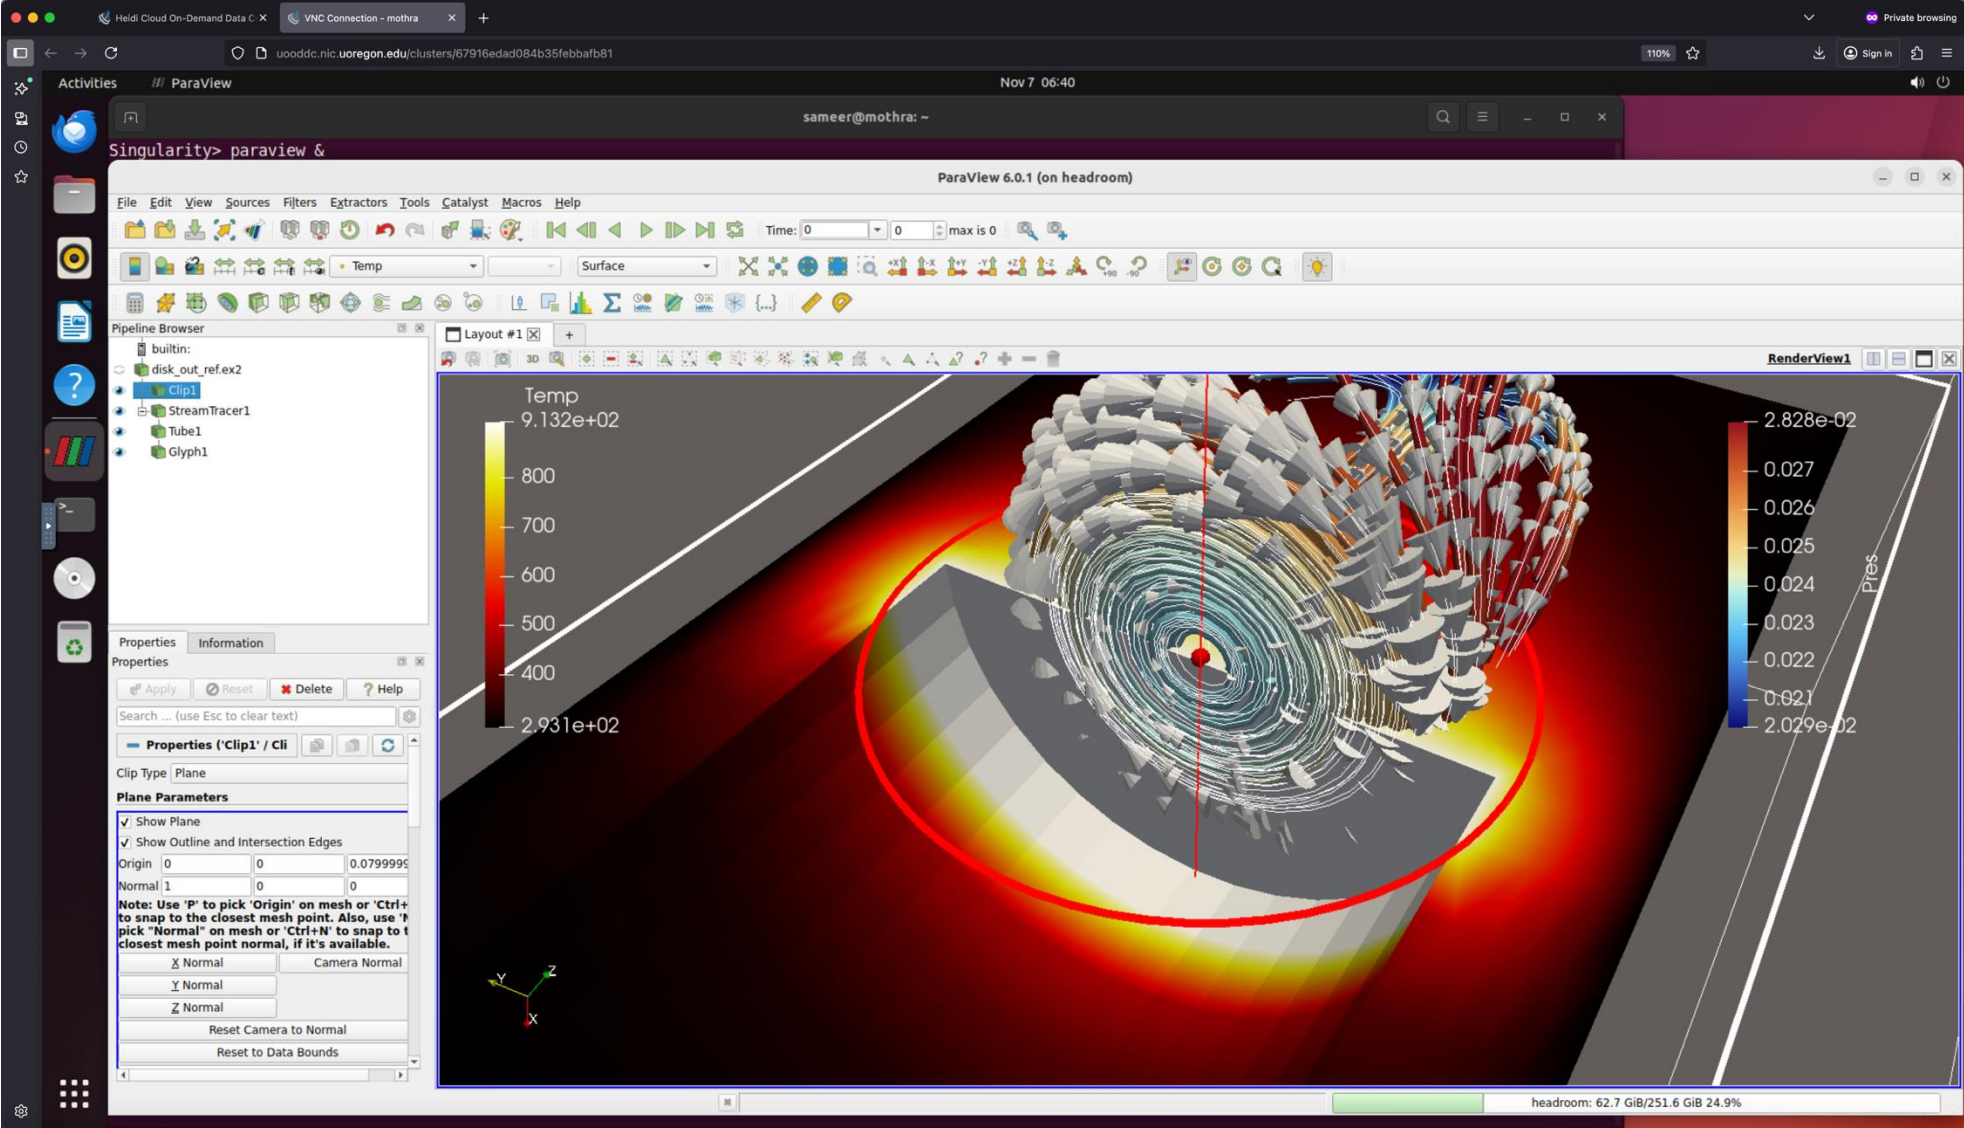 Heidi Cloud On-Demand Data C
VNC Connection - mothra
Private browsing
uooddc.nic.uoregon.edu/clusters/67916edad084b35febbafb81
110%
Sign in
Activities
ParaView
Nov 7 06:40
sameer@mothra: ~
Singularity> paraview &
ParaView 6.0.1 (on headroom)
File Edit View Sources Filters Extractors Tools Catalyst Macros Help
Time: 0
0
max is 0
Temp
Surface
+X
-X
+Y
-Y
+Z
-Z
+90
-90
Pipeline Browser
Layout #1
+
builtin:
3D
RenderView1
disk_out_ref.ex2
Clip1
StreamTracer1
Tube1
Glyph1
Temp
9.132e+02
800
700
600
500
400
2.931e+02
2.828e-02
0.027
0.026
0.025
0.024
0.023
0.022
0.021
2.029e-02
Pres
Properties
Information
Properties
Apply
Reset
Delete
? Help
Search ... (use Esc to clear text)
Properties ('Clip1' / Cli
Clip Type Plane
Plane Parameters
Show Plane
Show Outline and Intersection Edges
Origin 0 0 0.0799999
Normal 1 0 0
Note: Use 'P' to pick 'Origin' on mesh or 'Ctrl+
to snap to the closest mesh point. Also, use 'N
pick "Normal" on mesh or 'Ctrl+N' to snap to t
closest mesh point normal, if it's available.
X Normal
Camera Normal
Y Normal
Z Normal
Reset Camera to Normal
Reset to Data Bounds
Y
Z
X
headroom: 62.7 GiB/251.6 GiB 24.9%